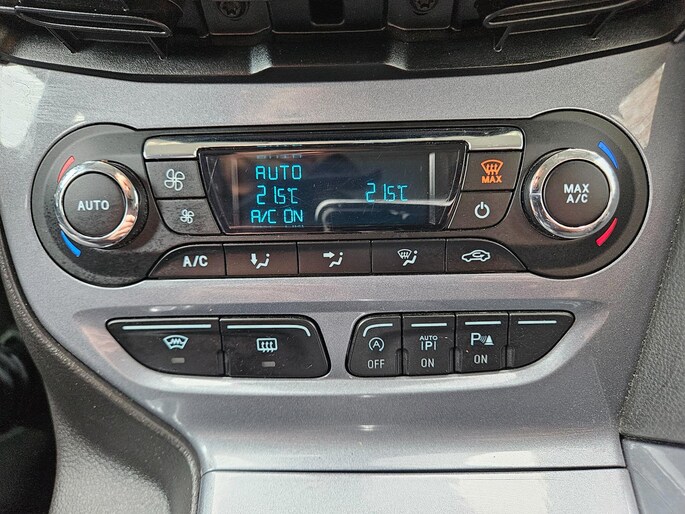 AUTO
AUTO
21.5°C 21.5°C
A/C ON
MAX
MAX
A/C
A/C
OFF
AUTO
P
ON
P
ON